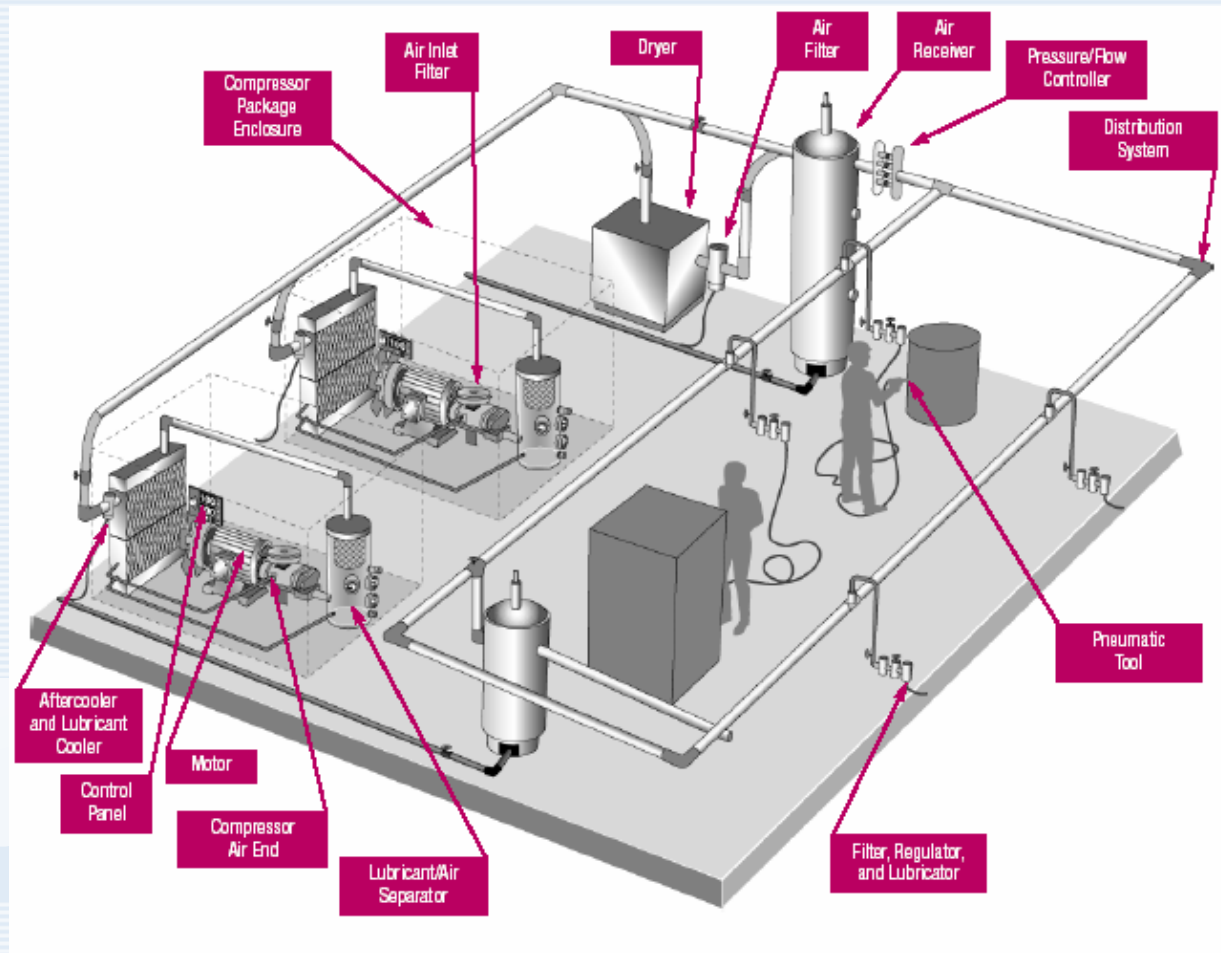 Air Inlet
Filter
Dryer
Air
Filter
Air
Receiver
Pressure/Flow
Controller
Compressor
Package
Enclosure
Distribution
System
Aftercooler
and Lubricant
Cooler
Control
Panel
Motor
Compressor
Air End
Lubricant/Air
Separator
Pneumatic
Tool
Filter, Regulator,
and Lubricator